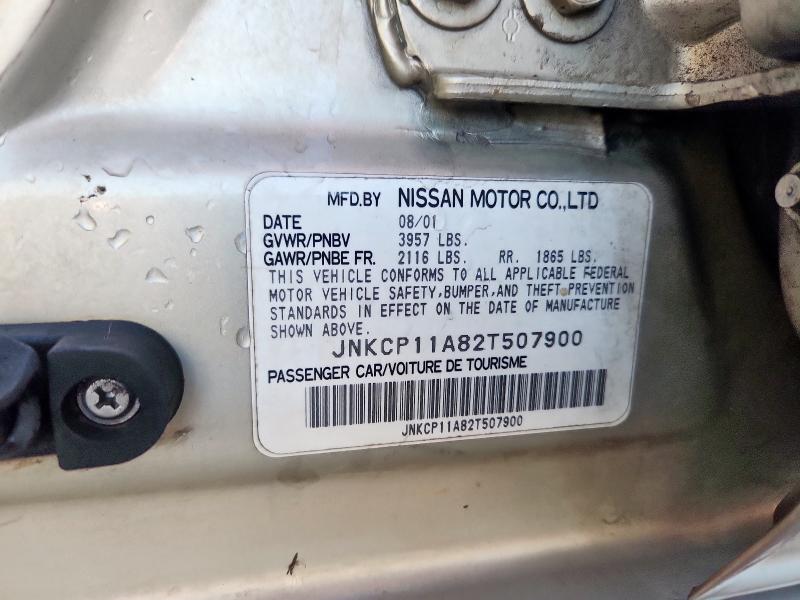 MFD.BY NISSAN MOTOR CO.,LTD
DATE 08/01
GVWR/PNBV 3957 LBS.
GAWR/PNBE FR. 2116 LBS. RR. 1865 LBS.
THIS VEHICLE CONFORMS TO ALL APPLICABLE FEDERAL
MOTOR VEHICLE SAFETY,BUMPER,AND THEFT PREVENTION
STANDARDS IN EFFECT ON THE DATE OF MANUFACTURE
SHOWN ABOVE.
JNKCP11A82T507900
PASSENGER CAR/VOITURE DE TOURISME
JNKCP11A82T507900